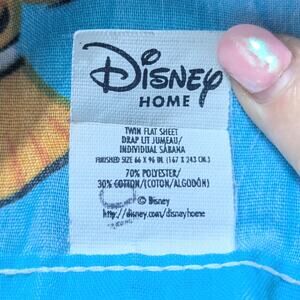 Disney
HOME
TWIN FLAT SHEET
DRAP LIT JUMEAU/
INDIVIDUAL SÁBANA
FINISHED SIZE 66 X 96 IN. (167 X 243 CM.)
70% POLYESTER/
30% COTTON/(COTON/ALGODÓN)
© Disney
http://disney.com/disneyhome